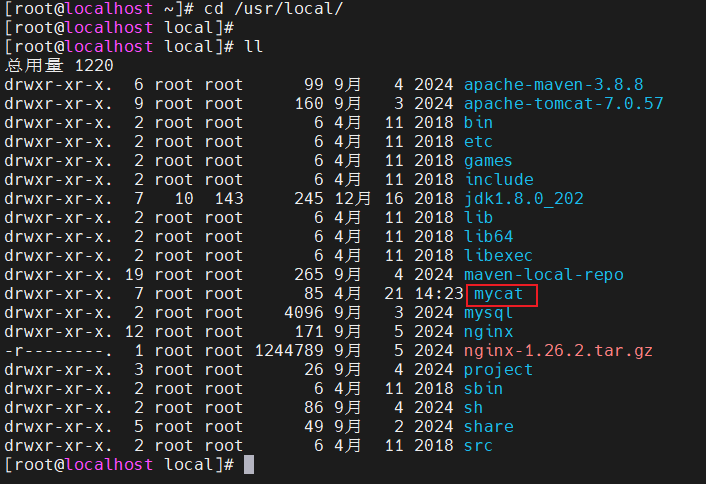 [root@localhost ~]# cd /usr/local/
[root@localhost local]#
[root@localhost local]# ll
总用量 1220
drwxr-xr-x.  6 root root      99 9月   4 2024 apache-maven-3.8.8
drwxr-xr-x.  9 root root     160 9月   3 2024 apache-tomcat-7.0.57
drwxr-xr-x.  2 root root       6 4月  11 2018 bin
drwxr-xr-x.  2 root root       6 4月  11 2018 etc
drwxr-xr-x.  2 root root       6 4月  11 2018 games
drwxr-xr-x.  2 root root       6 4月  11 2018 include
drwxr-xr-x.  7   10  143     245 12月 16 2018 jdk1.8.0_202
drwxr-xr-x.  2 root root       6 4月  11 2018 lib
drwxr-xr-x.  2 root root       6 4月  11 2018 lib64
drwxr-xr-x.  2 root root       6 4月  11 2018 libexec
drwxr-xr-x. 19 root root     265 9月   4 2024 maven-local-repo
drwxr-xr-x.  7 root root      85 4月  21 14:23 mycat
drwxr-xr-x.  2 root root    4096 9月   3 2024 mysql
drwxr-xr-x. 12 root root     171 9月   5 2024 nginx
-r--------.  1 root root 1244789 9月   5 2024 nginx-1.26.2.tar.gz
drwxr-xr-x.  3 root root      26 9月   4 2024 project
drwxr-xr-x.  2 root root       6 4月  11 2018 sbin
drwxr-xr-x.  2 root root      86 9月   4 2024 sh
drwxr-xr-x.  5 root root      49 9月   2 2024 share
drwxr-xr-x.  2 root root       6 4月  11 2018 src
[root@localhost local]#